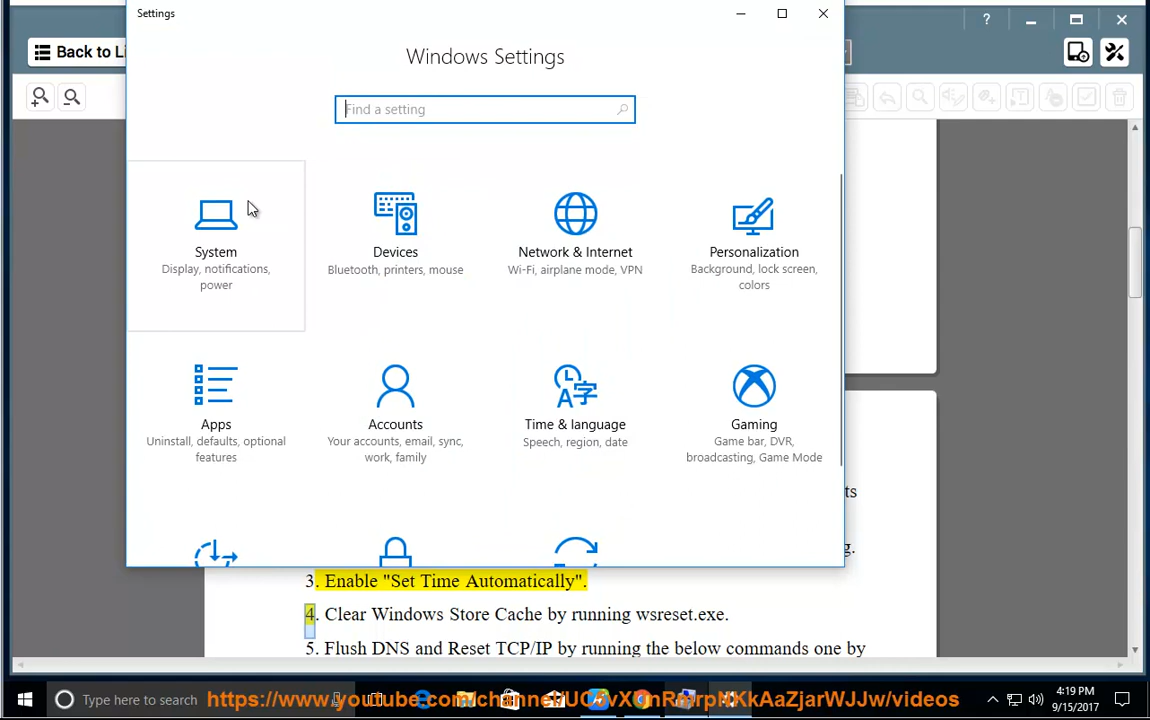 Settings
Windows Settings
Find a setting
Back to Li
System
Display, notifications,
power
Devices
Bluetooth, printers, mouse
Network & Internet
Wi-Fi, airplane mode, VPN
Personalization
Background, lock screen,
colors
Apps
Uninstall, defaults, optional
features
Accounts
Your accounts, email, sync,
work, family
Time & language
Speech, region, date
Gaming
Game bar, DVR,
broadcasting, Game Mode
ts
g.
3. Enable "Set Time Automatically".
4. Clear Windows Store Cache by running wsreset.exe.
5. Flush DNS and Reset TCP/IP by running the below commands one by
Type here to search
4:19 PM
9/15/2017